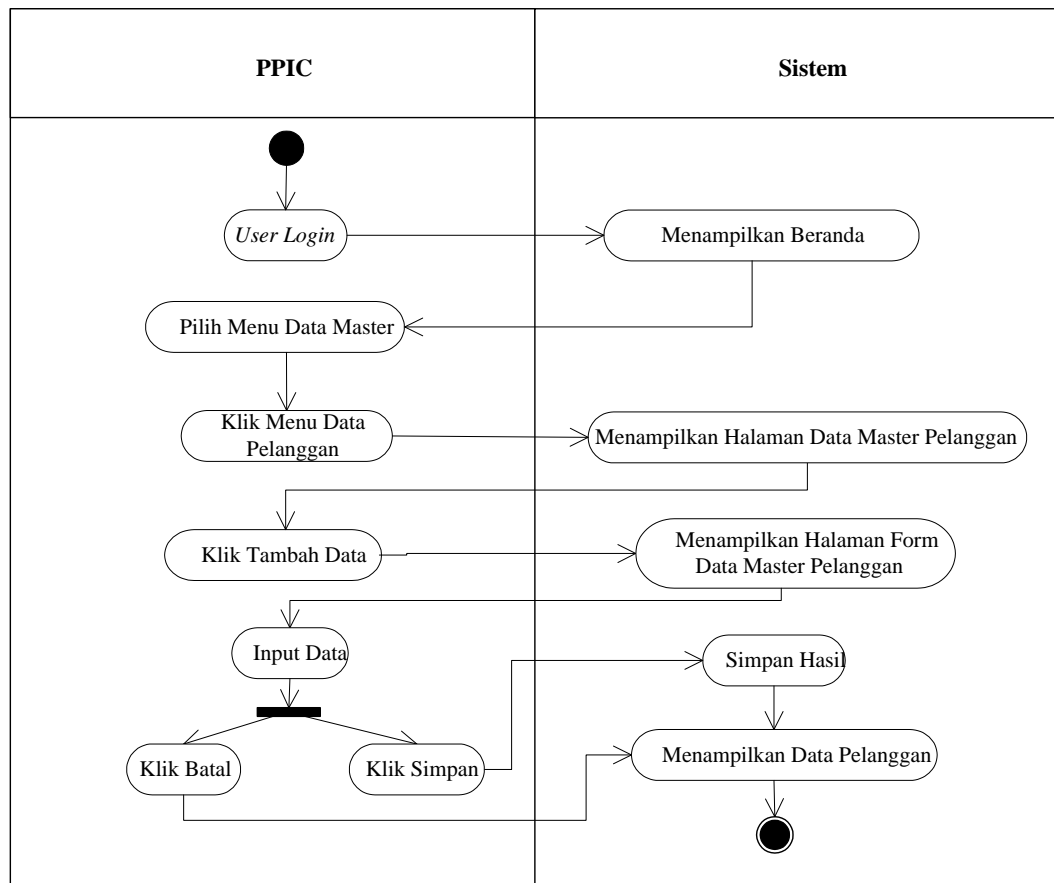 PPIC
Sistem
User Login
Menampilkan Beranda
Pilih Menu Data Master
Klik Menu Data
Pelanggan
Menampilkan Halaman Data Master Pelanggan
Klik Tambah Data
Menampilkan Halaman Form
Data Master Pelanggan
Input Data
Simpan Hasil
Klik Batal
Klik Simpan
Menampilkan Data Pelanggan